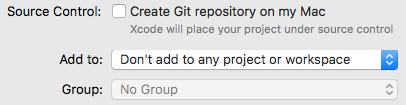 Source Control: Create Git repository on my Mac
Xcode will place your project under source control
Add to: Don't add to any project or workspace
Group: No Group